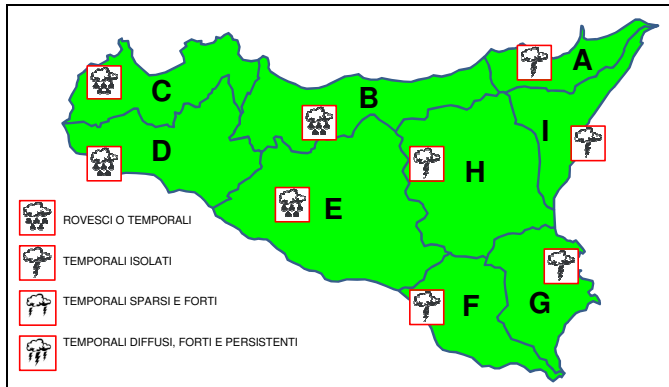 A
C
B
I
D
H
E
F
G
ROVESCI O TEMPORALI
TEMPORALI ISOLATI
TEMPORALI SPARSI E FORTI
TEMPORALI DIFFUSI, FORTI E PERSISTENTI